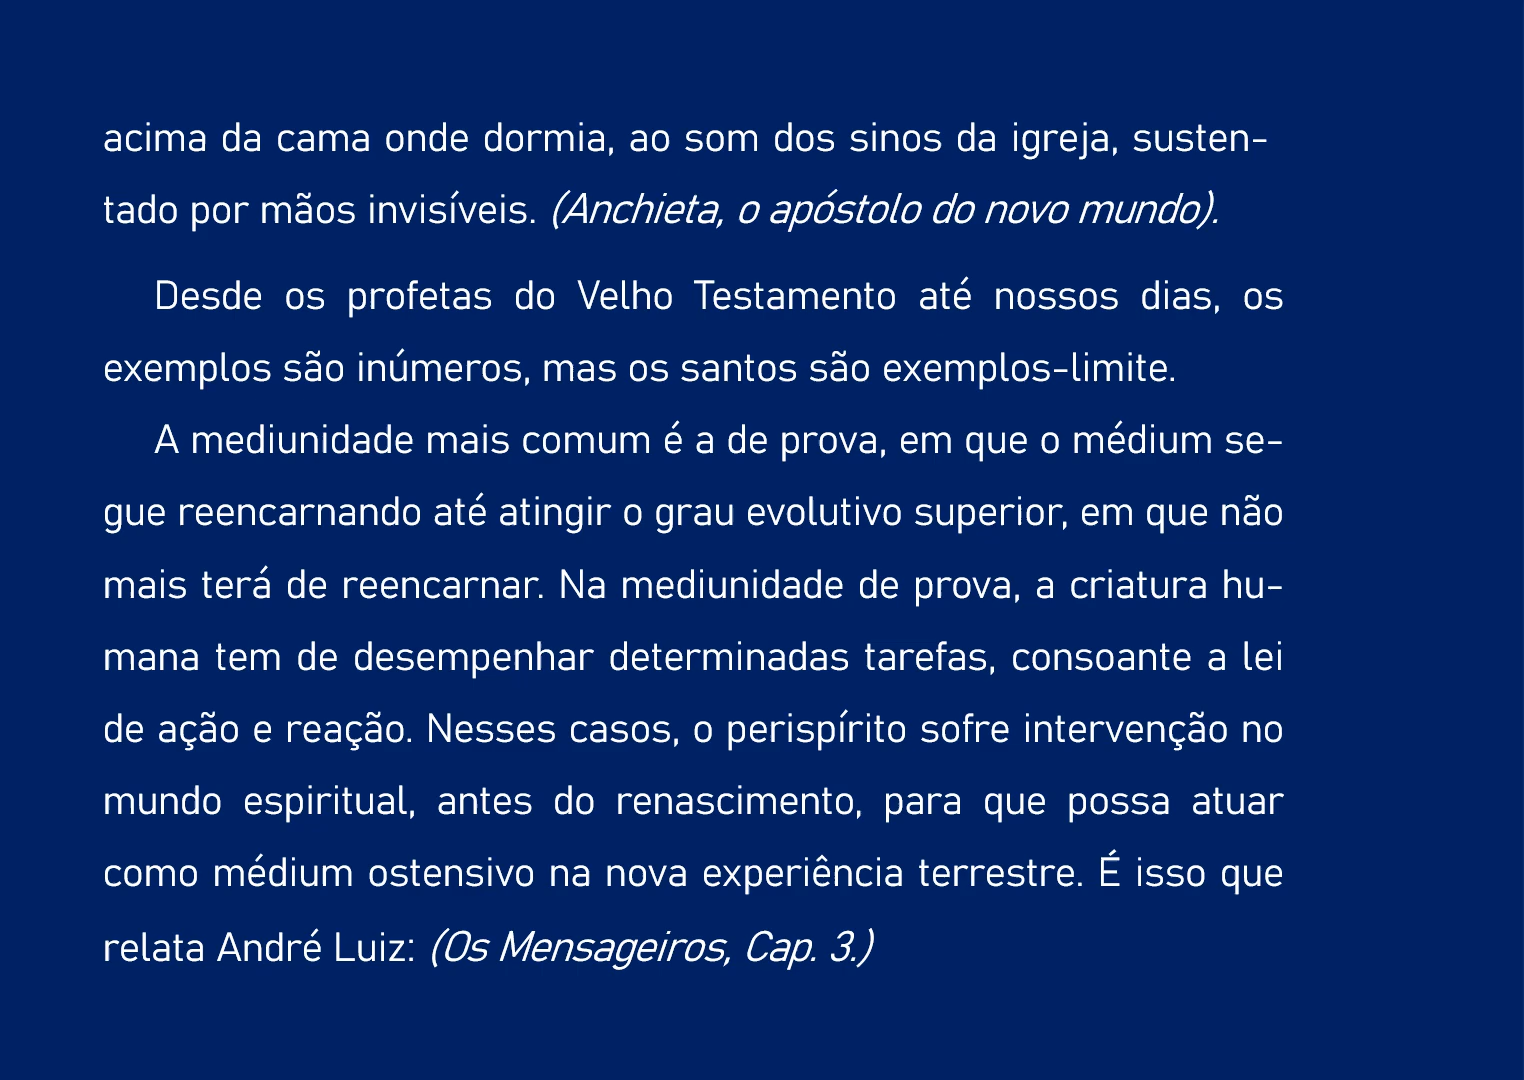 acima da cama onde dormia, ao som dos sinos da igreja, susten-
tado por mãos invisíveis. (Anchieta, o apóstolo do novo mundo).
Desde os profetas do Velho Testamento até nossos dias, os
exemplos são inúmeros, mas os santos são exemplos-limite.
A mediunidade mais comum é a de prova, em que o médium se-
gue reencarnando até atingir o grau evolutivo superior, em que não
mais terá de reencarnar. Na mediunidade de prova, a criatura hu-
mana tem de desempenhar determinadas tarefas, consoante a lei
de ação e reação. Nesses casos, o perispírito sofre intervenção no
mundo espiritual, antes do renascimento, para que possa atuar
como médium ostensivo na nova experiência terrestre. É isso que
relata André Luiz: (Os Mensageiros, Cap. 3.)